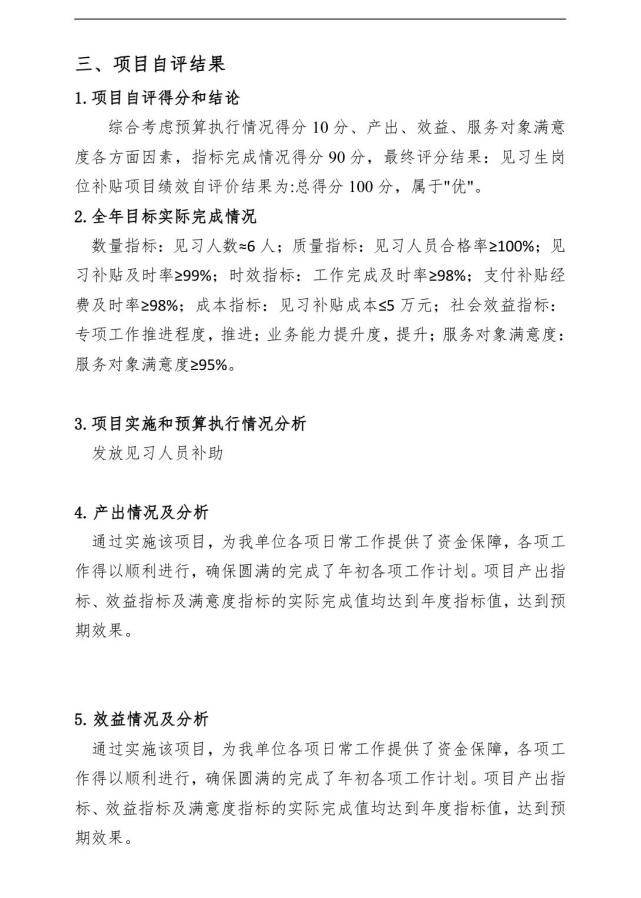 三、项目自评结果
1.项目自评得分和结论
综合考虑预算执行情况得分 10 分、产出、效益、服务对象满意
度各方面因素，指标完成情况得分 90 分，最终评分结果：见习生岗
位补贴项目绩效自评价结果为:总得分 100 分，属于"优"。
2.全年目标实际完成情况
数量指标：见习人数≈6 人；质量指标：见习人员合格率≥100%；见
习补贴及时率≥99%；时效指标：工作完成及时率≥98%；支付补贴经
费及时率≥98%；成本指标：见习补贴成本≤5 万元；社会效益指标：
专项工作推进程度，推进；业务能力提升度，提升；服务对象满意度：
服务对象满意度≥95%。
3.项目实施和预算执行情况分析
发放见习人员补助
4.产出情况及分析
通过实施该项目，为我单位各项日常工作提供了资金保障，各项工
作得以顺利进行，确保圆满的完成了年初各项工作计划。项目产出指
标、效益指标及满意度指标的实际完成值均达到年度指标值，达到预
期效果。
5.效益情况及分析
通过实施该项目，为我单位各项日常工作提供了资金保障，各项工
作得以顺利进行，确保圆满的完成了年初各项工作计划。项目产出指
标、效益指标及满意度指标的实际完成值均达到年度指标值，达到预
期效果。